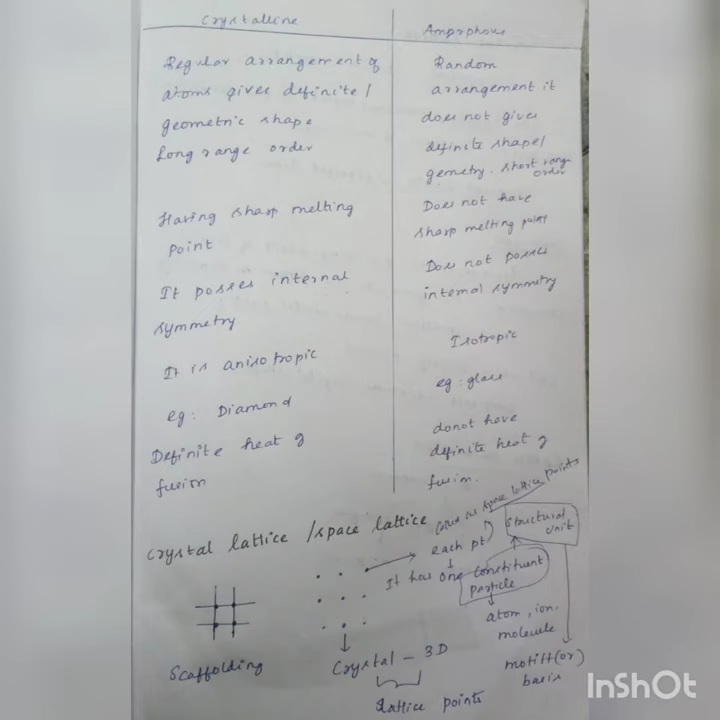 Crystalline
Regular arrangement of
atoms gives definite /
geometric shape
Long range order
Having sharp melting
point
It posses internal
symmetry
It is anisotropic
eg: Diamond
Definite heat of
fusion
Amorphous
Random
arrangement it
does not gives
definite shape/
gemetry. short range
order
Does not have
sharp melting point
Does not posses
internal symmetry
Isotropic
eg: glass
donot have
definite heat of
fusion.
Crystal lattice /space lattice
called as space lattice points
each pt
It has one constituent
particle
structural
unit
atom, ion,
molecule
motiff (or)
basis
Scaffolding
Crystal - 3D
Lattice points
InShOt